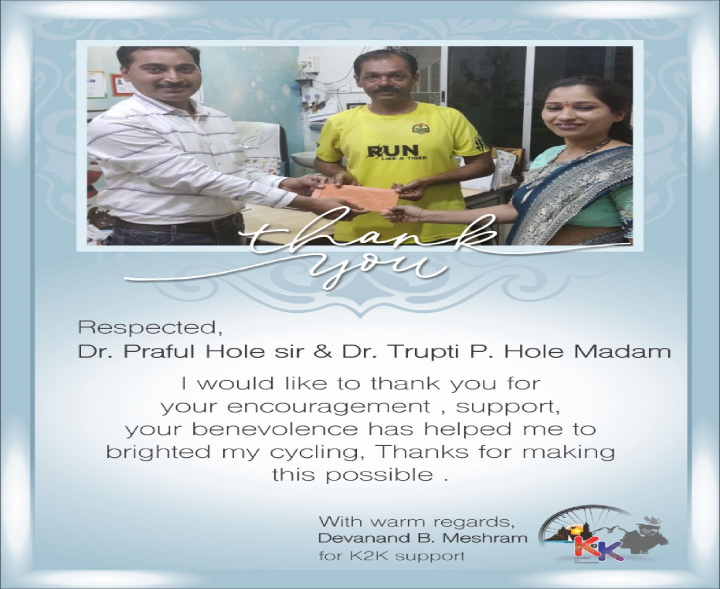 RUN
LIKE A TIGER
thank
you
Respected,
Dr. Praful Hole sir & Dr. Trupti P. Hole Madam
I would like to thank you for
your encouragement , support,
your benevolence has helped me to
brighted my cycling, Thanks for making
this possible .
With warm regards,
Devanand B. Meshram
for K2K support
K2K